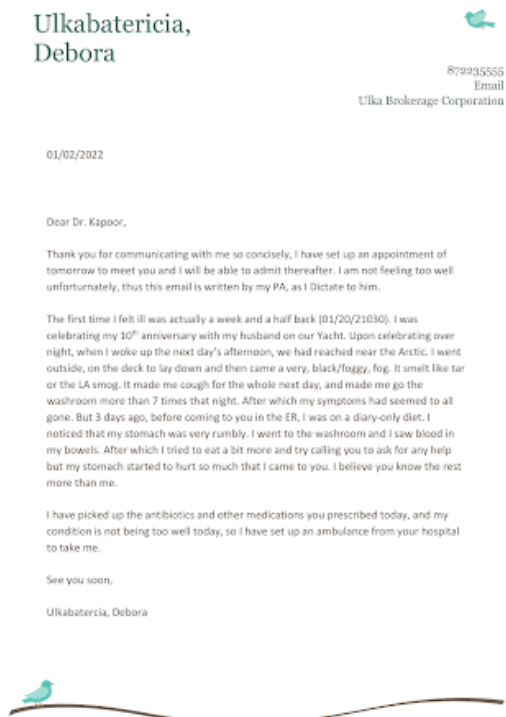 Ulkabatericia,
Debora
872235555
Email
Ulka Brokerage Corporation
01/02/2022
Dear Dr. Kapoor,
Thank you for communicating with me so concisely, I have set up an appointment of
tomorrow to meet you and I will be able to admit thereafter. I am not feeling too well
unforturnately, thus this email is written by my PA, as I Dictate to him.
The first time I felt ill was actually a week and a half back (01/20/21030). I was
celebrating my 10th anniversary with my husband on our Yacht. Upon celebrating over
night, when I woke up the next day's afternoon, we had reached near the Arctic. I went
outside, on the deck to lay down and then came a very, black/foggy, fog. It smelt like tar
or the LA smog. It made me cough for the whole next day, and made me go the
washroom more than 7 times that night. After which my symptoms had seemed to all
gone. But 3 days ago, before coming to you in the ER, I was on a diary-only diet. I
noticed that my stomach was very rumbly. I went to the washroom and I saw blood in
my bowels. After which I tried to eat a bit more and try calling you to ask for any help
but my stomach started to hurt so much that I came to you. I believe you know the rest
more than me.
I have picked up the antibiotics and other medications you prescribed today, and my
condition is not being too well today, so I have set up an ambulance from your hospital
to take me.
See you soon,
Ulkabatercia, Debora